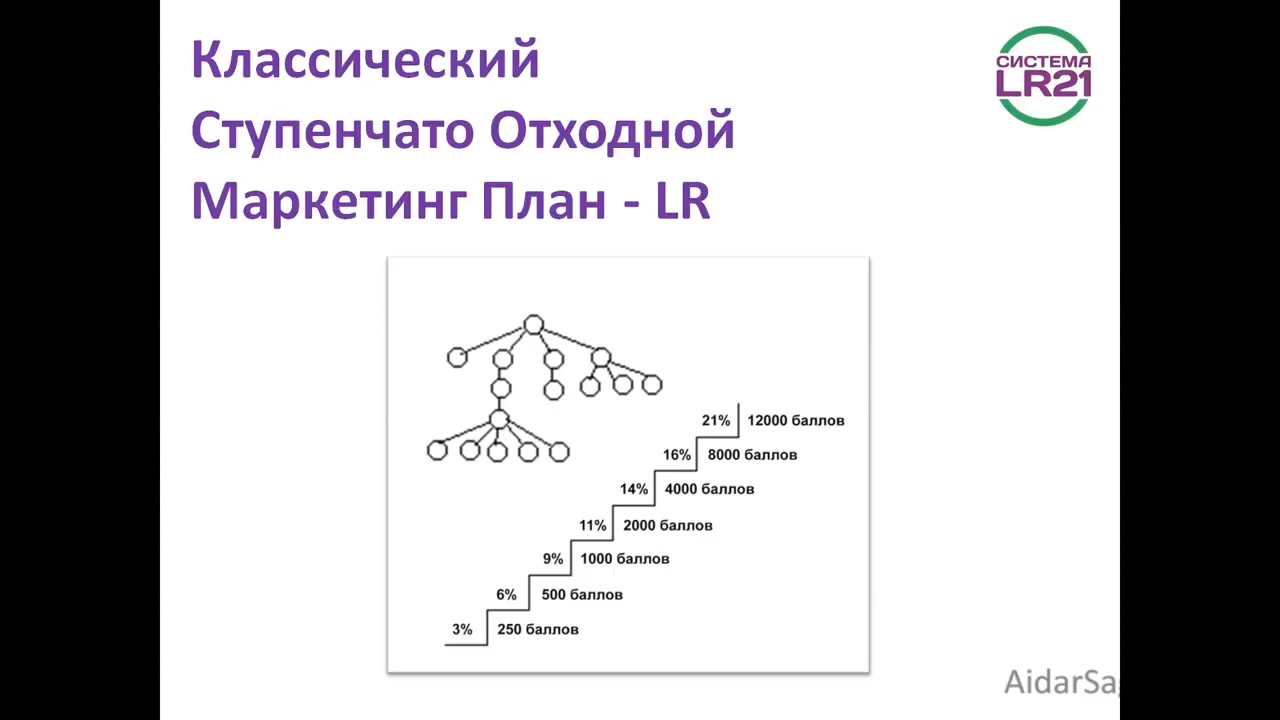 Классический
Ступенчато Отходной
Маркетинг План - LR
СИСТЕМА
LR21
21% 12000 баллов
16% 8000 баллов
14% 4000 баллов
11% 2000 баллов
9% 1000 баллов
6% 500 баллов
3% 250 баллов
AidarSa